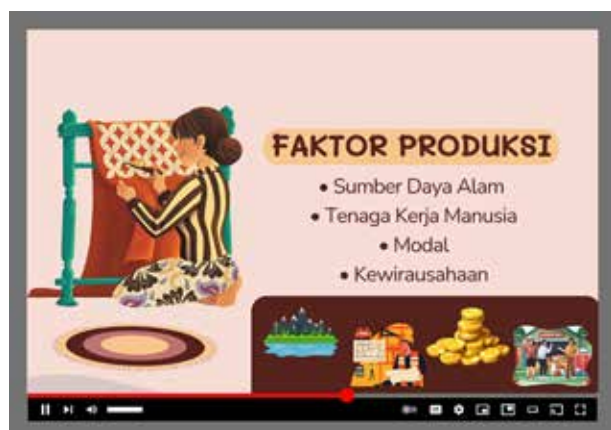 FAKTOR PRODUKSI
• Sumber Daya Alam
• Tenaga Kerja Manusia
• Modal
• Kewirausahaan